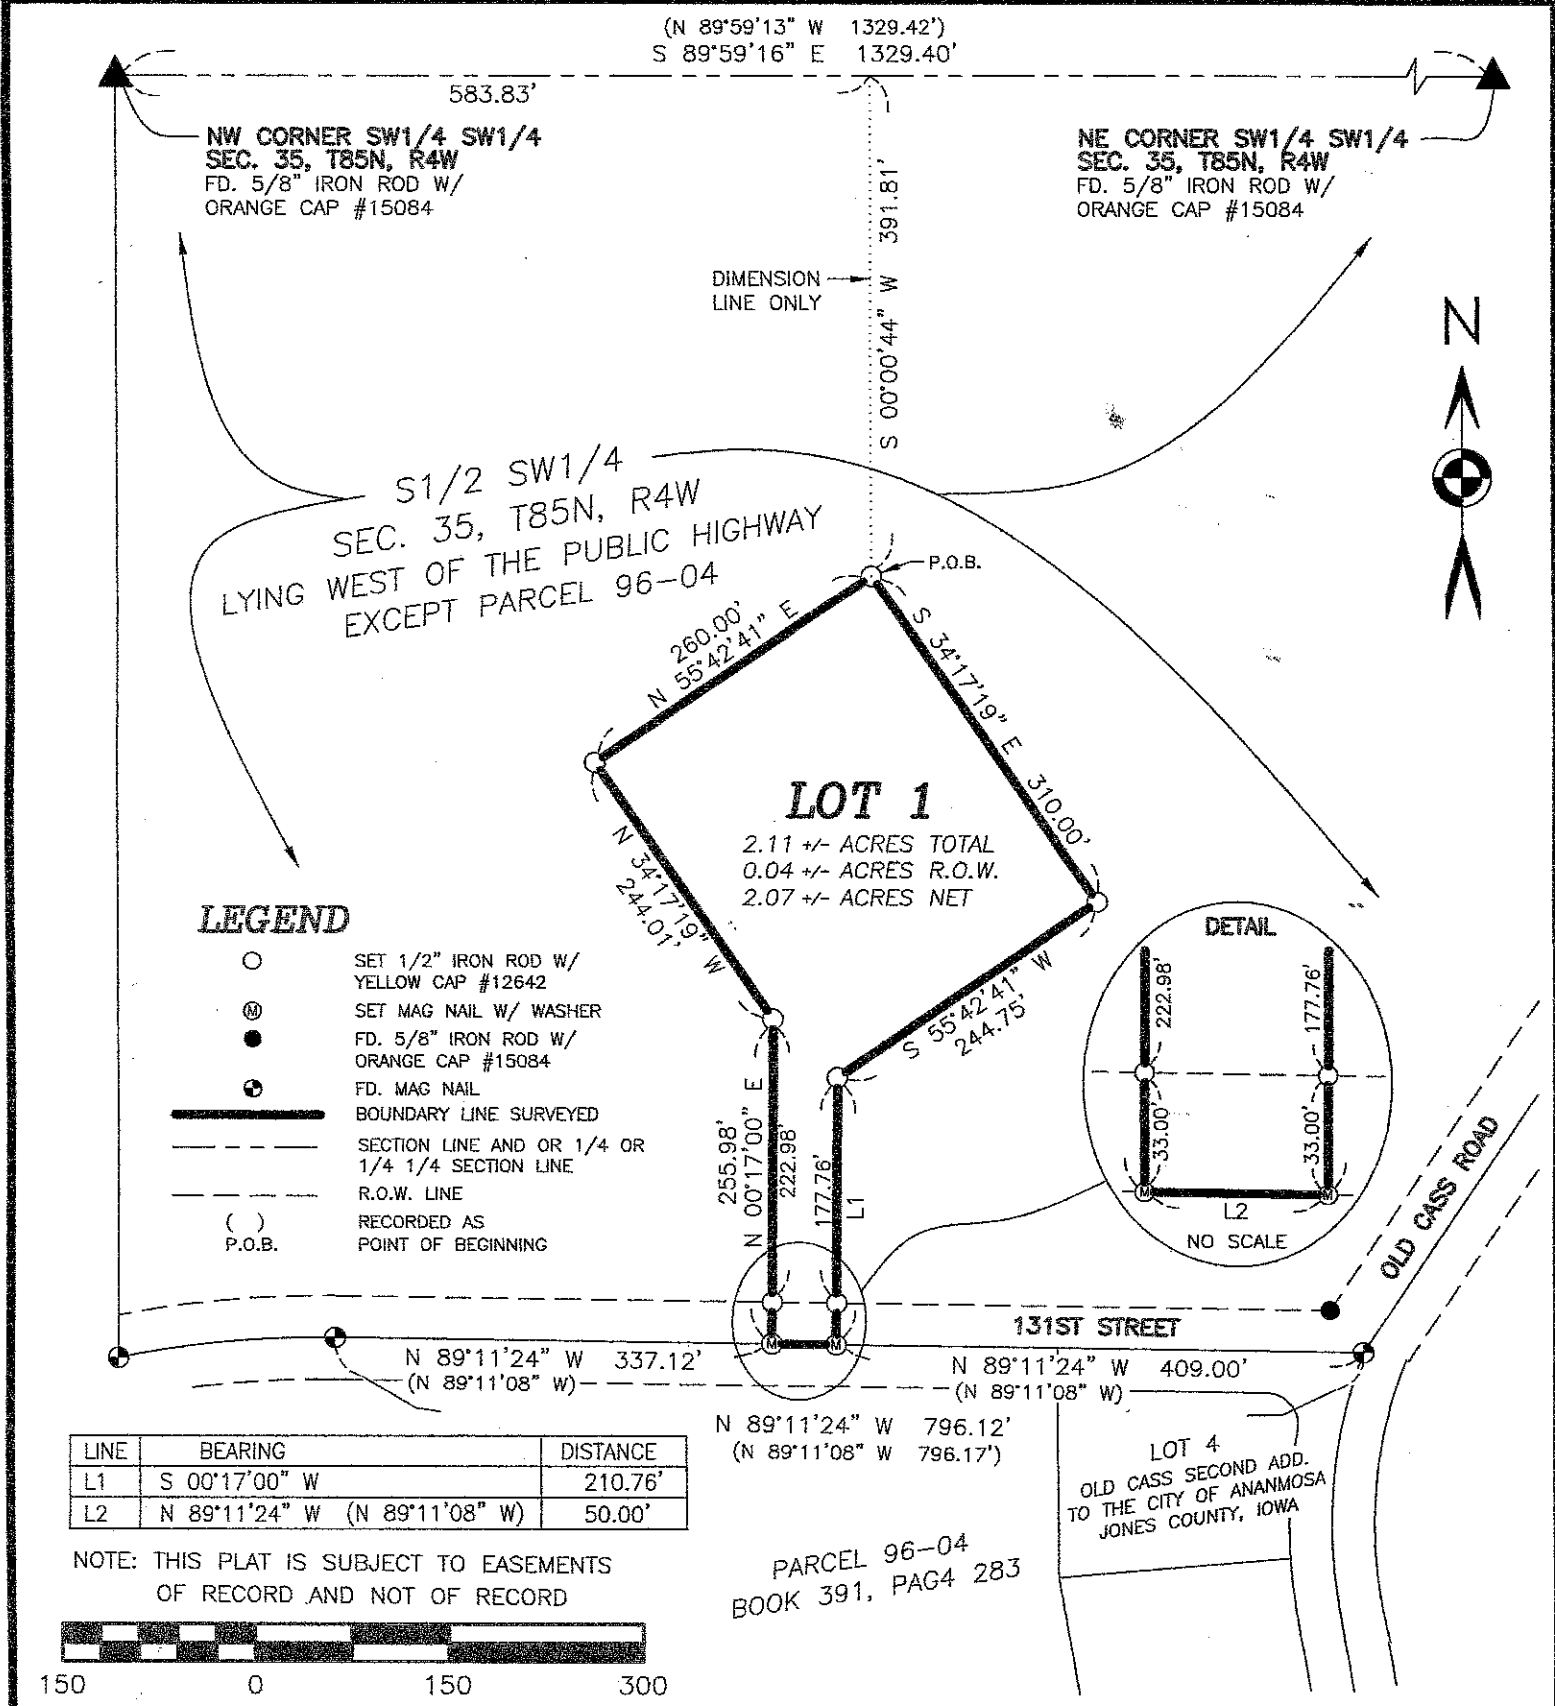 (N 89°59'13" W 1329.42')
S 89°59'16" E 1329.40'
583.83'
NW CORNER SW1/4 SW1/4
SEC. 35, T85N, R4W
FD. 5/8" IRON ROD W/
ORANGE CAP #15084
NE CORNER SW1/4 SW1/4
SEC. 35, T85N, R4W
FD. 5/8" IRON ROD W/
ORANGE CAP #15084
S 00°00'44" W 391.81'
DIMENSION
LINE ONLY
N
S1/2 SW1/4
SEC. 35, T85N, R4W
LYING WEST OF THE PUBLIC HIGHWAY
EXCEPT PARCEL 96-04
P.O.B.
260.00'
N 55°42'41" E
S 34°17'19" E 310.00'
LOT 1
2.11 +/- ACRES TOTAL
0.04 +/- ACRES R.O.W.
2.07 +/- ACRES NET
N 34°17'19" W
244.01'
S 55°42'41" W
244.75'
LEGEND
SET 1/2" IRON ROD W/
YELLOW CAP #12642
M SET MAG NAIL W/ WASHER
FD. 5/8" IRON ROD W/
ORANGE CAP #15084
FD. MAG NAIL
BOUNDARY LINE SURVEYED
SECTION LINE AND OR 1/4 OR
1/4 1/4 SECTION LINE
R.O.W. LINE
( ) RECORDED AS
P.O.B. POINT OF BEGINNING
255.98'
N 00°17'00" E
222.98'
177.76'
L1
DETAIL
222.98'
177.76'
33.00'
33.00'
M
M
L2
NO SCALE
OLD CASS ROAD
131ST STREET
M
M
N 89°11'24" W 337.12'
(N 89°11'08" W)
N 89°11'24" W 409.00'
(N 89°11'08" W)
N 89°11'24" W 796.12'
(N 89°11'08" W 796.17')
LINE BEARING DISTANCE
L1 S 00°17'00" W 210.76'
L2 N 89°11'24" W (N 89°11'08" W) 50.00'
LOT 4
OLD CASS SECOND ADD.
TO THE CITY OF ANANMOSA
JONES COUNTY, IOWA
NOTE: THIS PLAT IS SUBJECT TO EASEMENTS
OF RECORD AND NOT OF RECORD
PARCEL 96-04
BOOK 391, PAG4 283
150 0 150 300